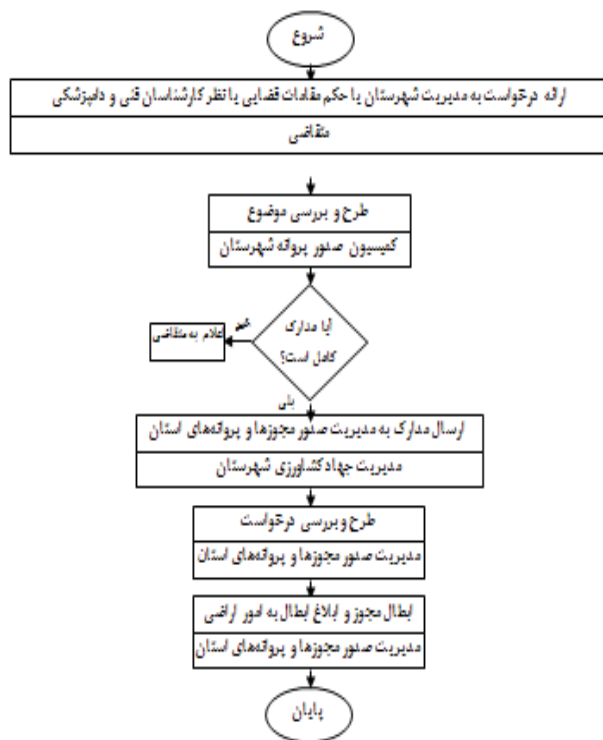 شروع
ارائه درخواست به مدیریت شهرستان یا حکم مقامات قضایی یا نظر کارشناسان فنی و دامپزشکی
متقاضی
طرح و بررسی موضوع
کمیسیون صدور پروانه شهرستان
آیا مدارک
کامل است؟
خیر
اعلام به متقاضی
بلی
ارسال مدارک به مدیریت صدور مجوزها و پروانه‌های استان
مدیریت جهاد کشاورزی شهرستان
طرح و بررسی درخواست
مدیریت صدور مجوزها و پروانه‌های استان
ابطال مجوز و ابلاغ ابطال به امور اراضی
مدیریت صدور مجوزها و پروانه‌های استان
پایان